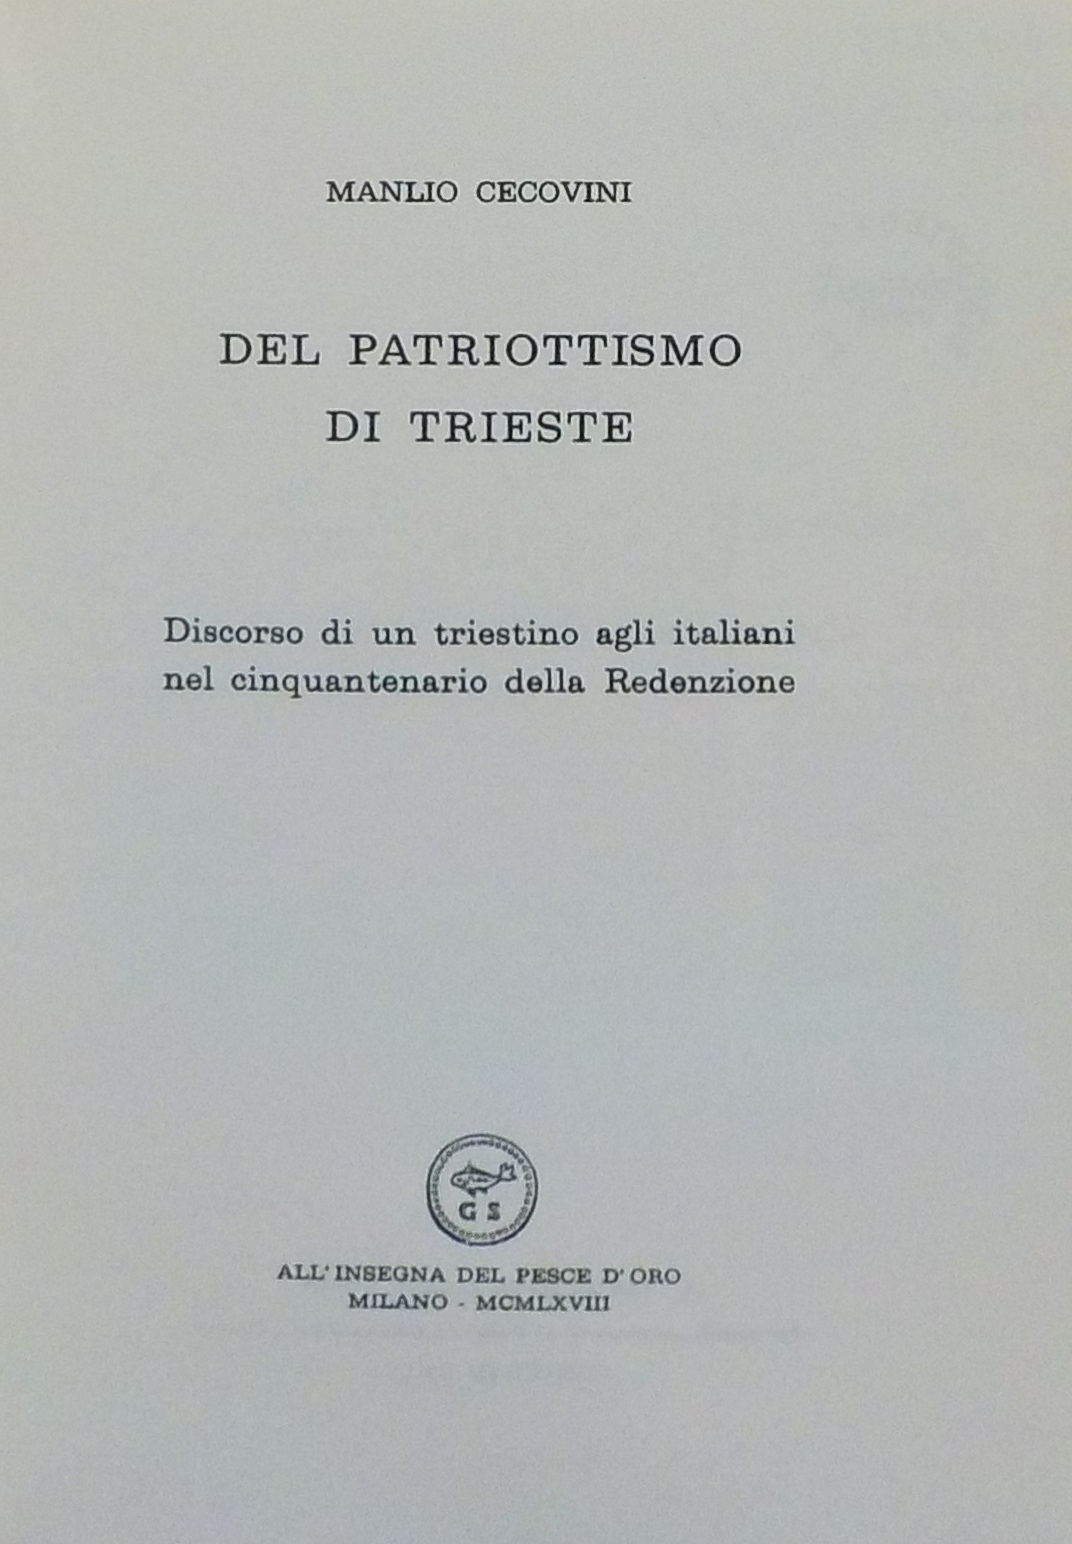 MANLIO CECOVINI
DEL PATRIOTTISMO
DI TRIESTE
Discorso di un triestino agli italiani
nel cinquantenario della Redenzione
G S
ALL' INSEGNA DEL PESCE D' ORO
MILANO - MCMLXVIII